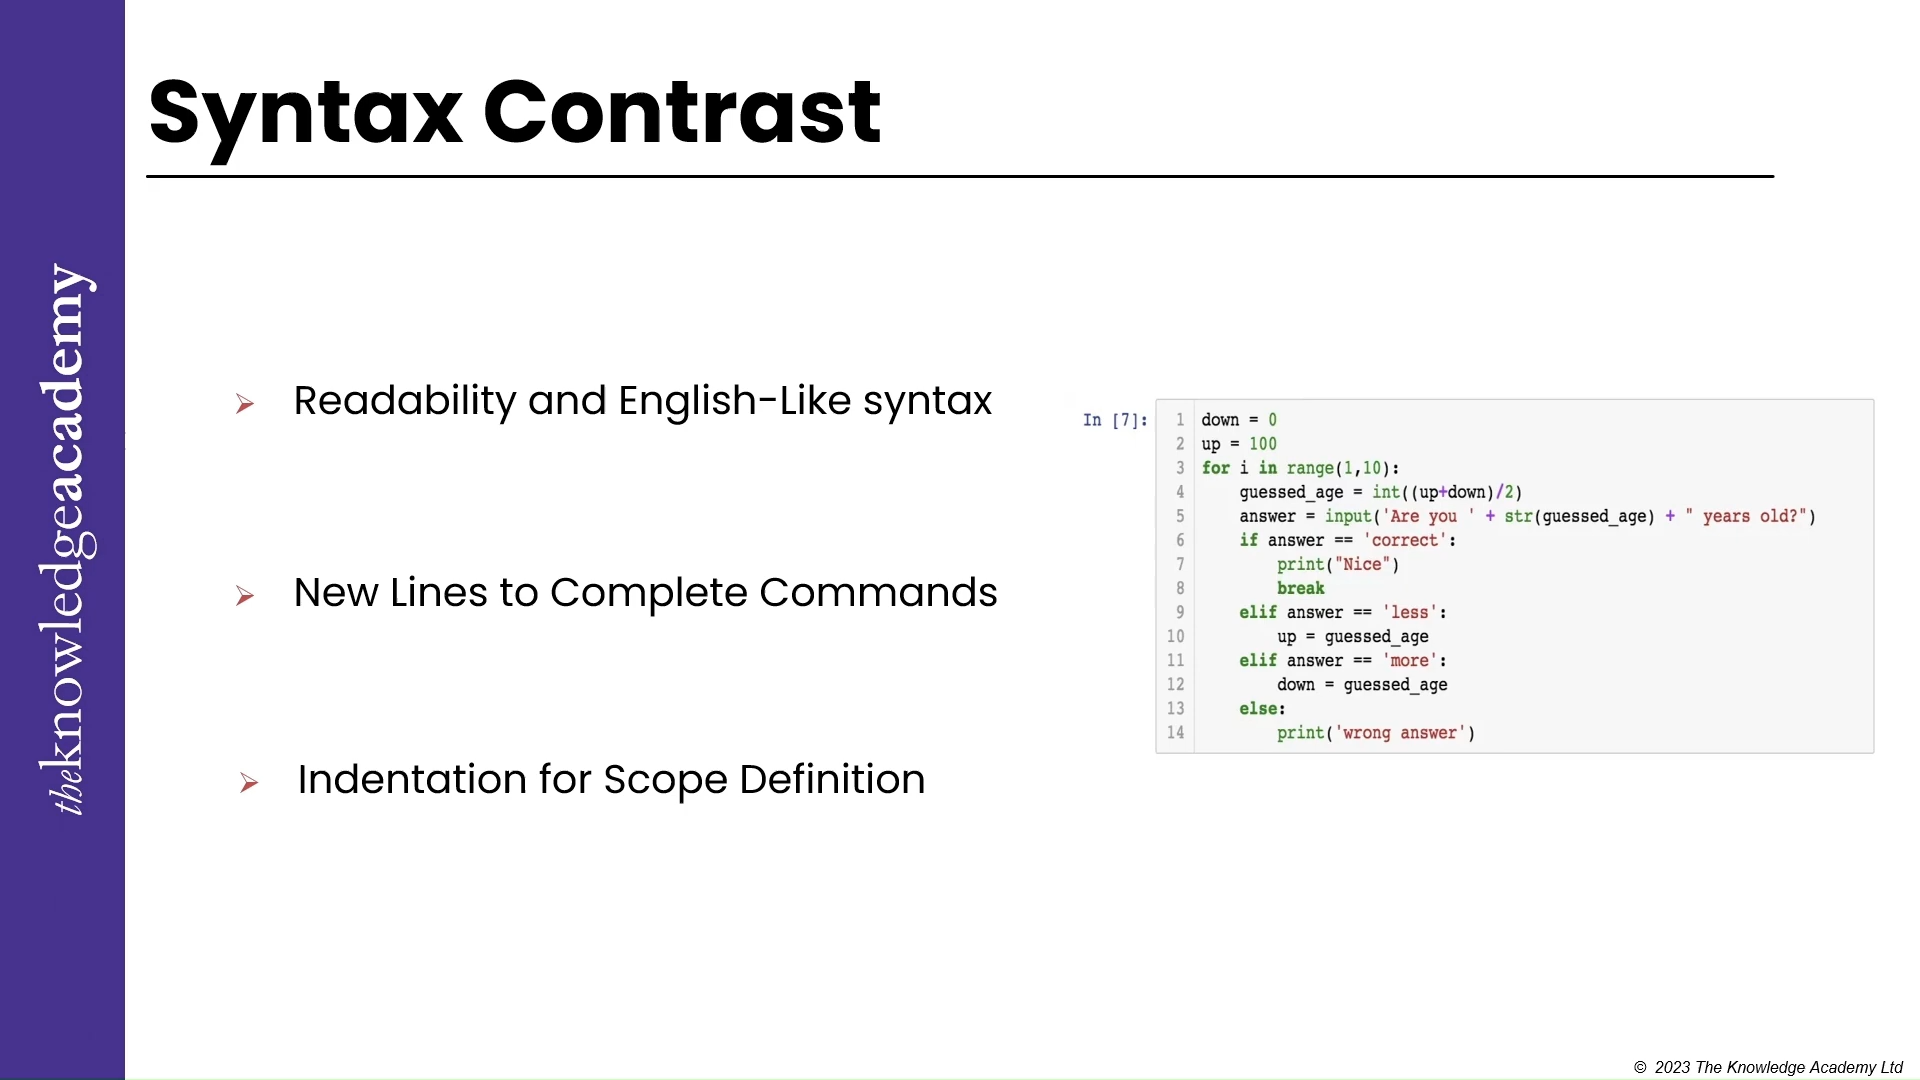 Syntax Contrast
theknowledgeacademy
➢ Readability and English-Like syntax
➢ New Lines to Complete Commands
➢ Indentation for Scope Definition
In [7]:
1 down = 0
2 up = 100
3 for i in range(1,10):
4     guessed_age = int((up+down)/2)
5     answer = input('Are you ' + str(guessed_age) + " years old?")
6     if answer == 'correct':
7         print("Nice")
8         break
9     elif answer == 'less':
10         up = guessed_age
11     elif answer == 'more':
12         down = guessed_age
13     else:
14         print('wrong answer')
© 2023 The Knowledge Academy Ltd